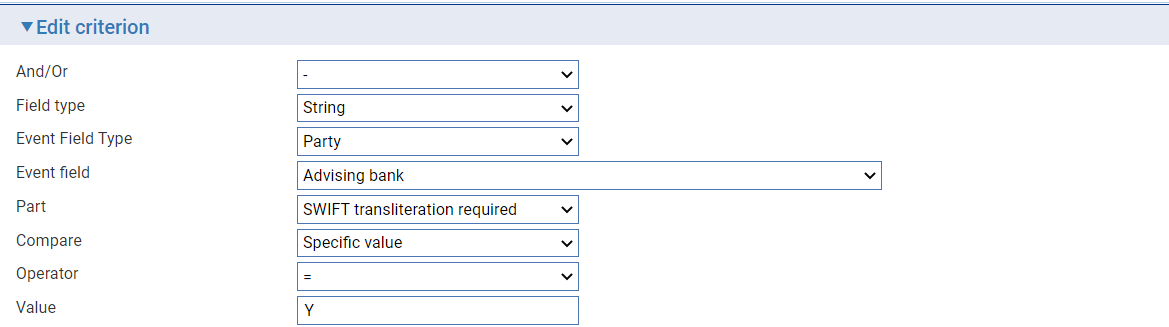 Edit criterion
And/Or -
Field type String
Event Field Type Party
Event field Advising bank
Part SWIFT transliteration required
Compare Specific value
Operator =
Value Y